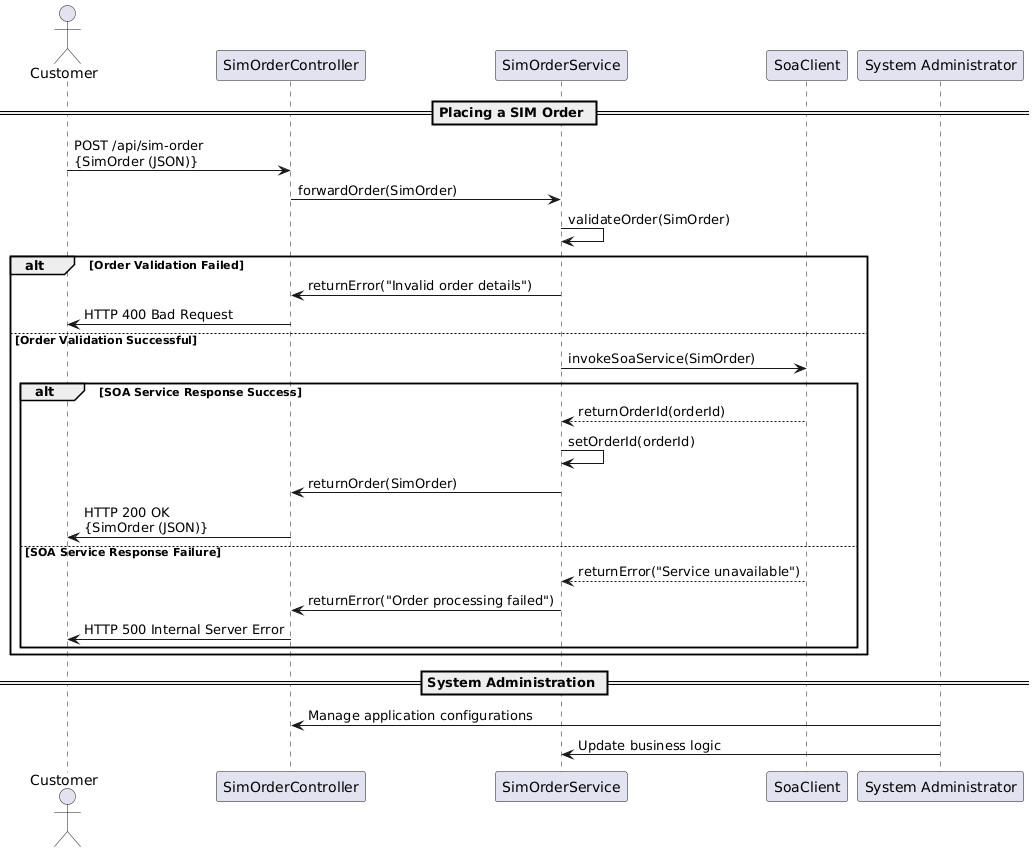 Customer
SimOrderController
SimOrderService
SoaClient
System Administrator
Placing a SIM Order
POST /api/sim-order
{SimOrder (JSON)}
forwardOrder(SimOrder)
validateOrder(SimOrder)
alt
[Order Validation Failed]
returnError("Invalid order details")
HTTP 400 Bad Request
[Order Validation Successful]
invokeSoaService(SimOrder)
alt
[SOA Service Response Success]
returnOrderId(orderId)
setOrderId(orderId)
returnOrder(SimOrder)
HTTP 200 OK
{SimOrder (JSON)}
[SOA Service Response Failure]
returnError("Service unavailable")
returnError("Order processing failed")
HTTP 500 Internal Server Error
System Administration
Manage application configurations
Update business logic
Customer
SimOrderController
SimOrderService
SoaClient
System Administrator